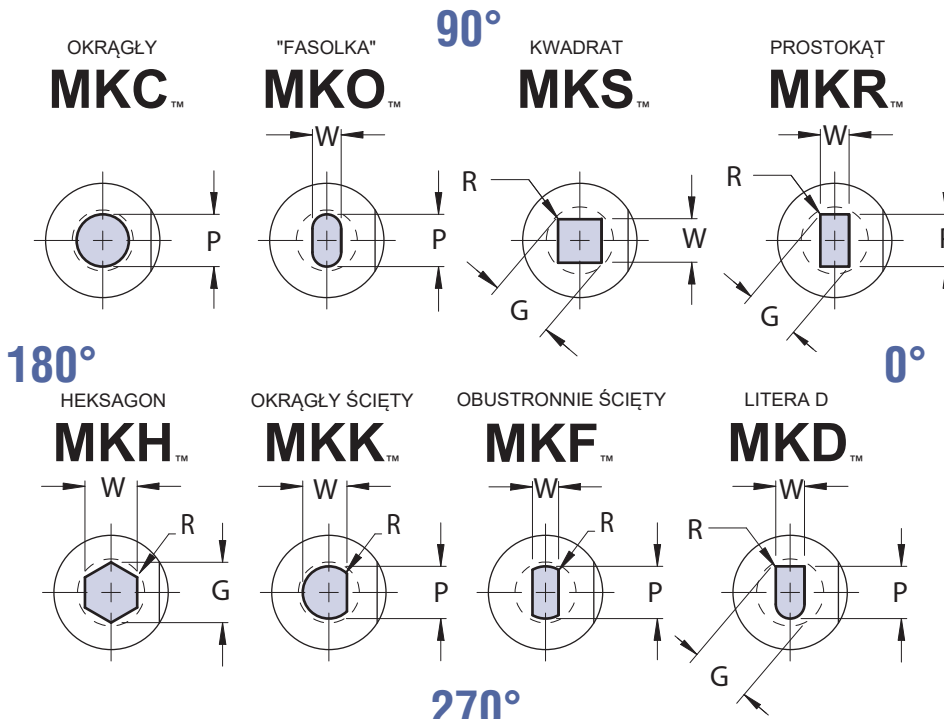 90°
OKRĄGŁY "FASOLKA" KWADRAT PROSTOKĄT
MKC™ MKO™ MKS™ MKR™
W W
R R
P P W
G G
180° 0°
HEKSAGON OKRĄGŁY ŚCIĘTY OBUSTRONNIE ŚCIĘTY LITERA D
MKH™ MKK™ MKF™ MKD™
W W W W
R R R R
G P P P
G
270°